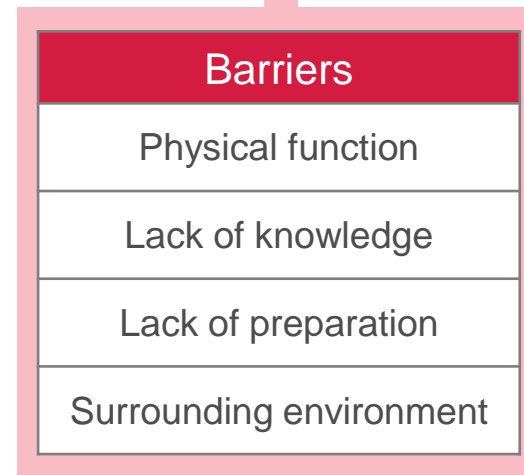 Barriers
Physical function
Lack of knowledge
Lack of preparation
Surrounding environment